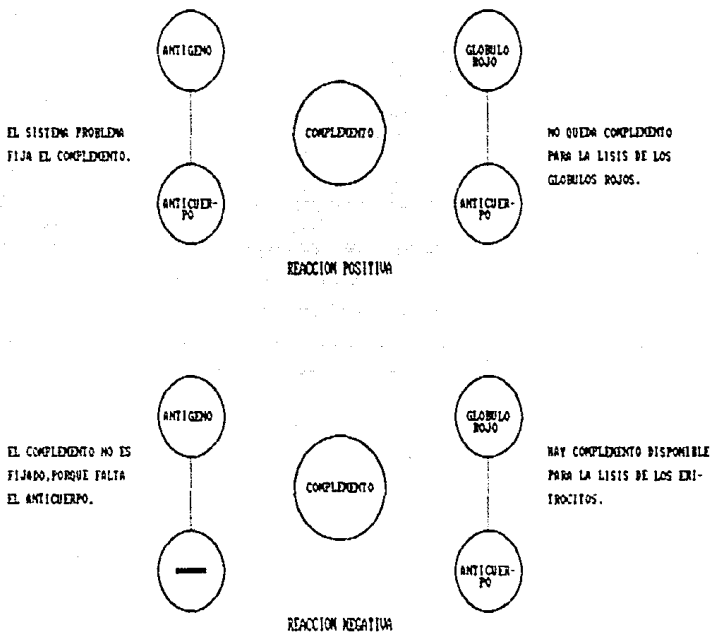 ANTIGENO
GLOBULO
ROJO
EL SISTEMA PROBLEMA
FIJA EL COMPLEMENTO.
COMPLEMENTO
NO QUEDA COMPLEMENTO
PARA LA LISIS DE LOS
GLOBULOS ROJOS.
ANTICUER-
PO
ANTICUER-
PO
REACCION POSITIVA
ANTIGENO
GLOBULO
ROJO
EL COMPLEMENTO NO ES
FIJADO,PORQUE FALTA
EL ANTICUERPO.
COMPLEMENTO
HAY COMPLEMENTO DISPONIBLE
PARA LA LISIS DE LOS ERI-
TROCITOS.
ANTICUER-
PO
REACCION NEGATIVA